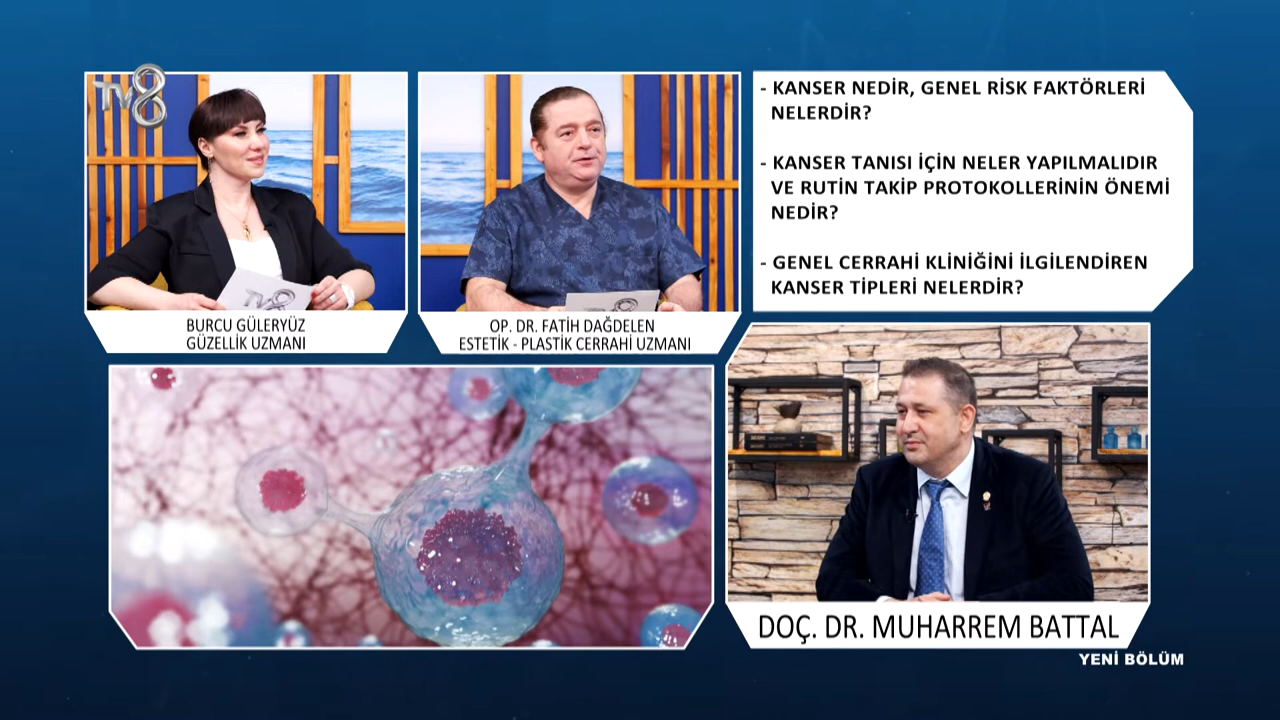 TV8
BURCU GÜLERYÜZ
GÜZELLİK UZMANI
OP. DR. FATİH DAĞDELEN
ESTETİK - PLASTİK CERRAHİ UZMANI
- KANSER NEDİR, GENEL RİSK FAKTÖRLERİ
NELERDİR?
- KANSER TANISI İÇİN NELER YAPILMALIDIR
VE RUTİN TAKİP PROTOKOLLERİNİN ÖNEMİ
NEDİR?
- GENEL CERRAHİ KLİNİĞİNİ İLGİLENDİREN
KANSER TİPLERİ NELERDİR?
TV8
TV8
DOÇ. DR. MUHARREM BATTAL
YENİ BÖLÜM